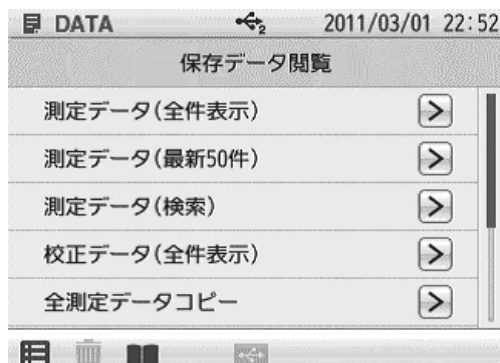 DATA 2 2011/03/01 22:52
保存データ閲覧
測定データ(全件表示)
測定データ(最新50件)
測定データ(検索)
校正データ(全件表示)
全測定データコピー